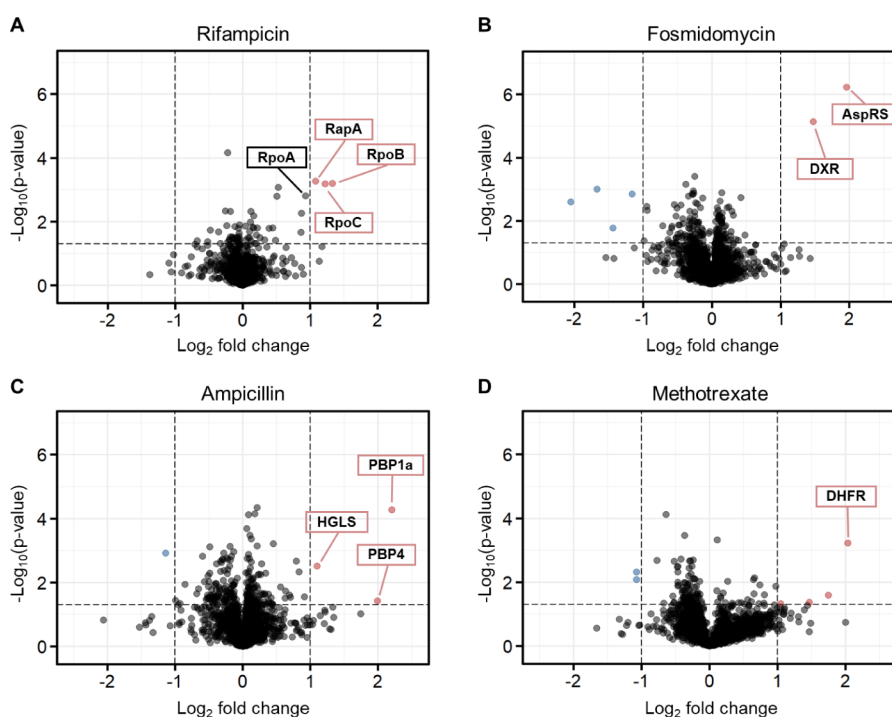 A
Rifampicin
6
4
2
0
-Log10(p-value)
RapA
RpoA
RpoB
RpoC
-2
-1
0
1
2
Log2 fold change
B
Fosmidomycin
6
4
2
0
-Log10(p-value)
AspRS
DXR
-2
-1
0
1
2
Log2 fold change
C
Ampicillin
6
4
2
0
-Log10(p-value)
PBP1a
HGLS
PBP4
-2
-1
0
1
2
Log2 fold change
D
Methotrexate
6
4
2
0
-Log10(p-value)
DHFR
-2
-1
0
1
2
Log2 fold change